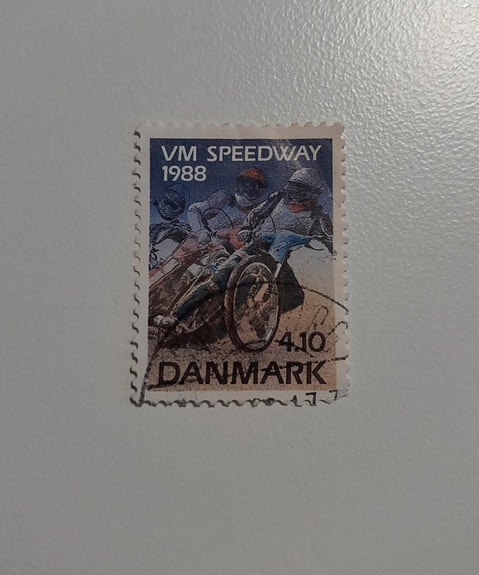 VM SPEEDWAY
1988
4.10
DANMARK